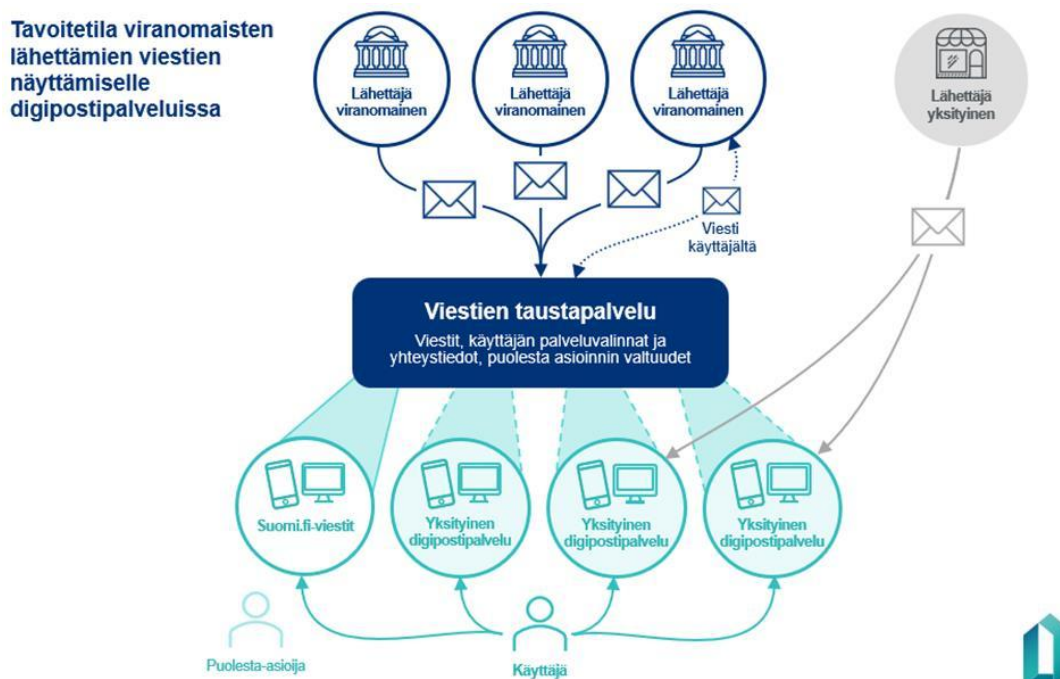 Tavoitetila viranomaisten
lähettämien viestien
näyttämiselle
digipostipalveluissa
Lähettäjä
viranomainen
Lähettäjä
viranomainen
Lähettäjä
viranomainen
Lähettäjä
yksityinen
Viesti
käyttäjältä
Viestien taustapalvelu
Viestit, käyttäjän palveluvalinnat ja
yhteystiedot, puolesta asioinnin valtuudet
Suomi.fi-viestit
Yksityinen
digipostipalvelu
Yksityinen
digipostipalvelu
Yksityinen
digipostipalvelu
Puolesta-asioija
Käyttäjä